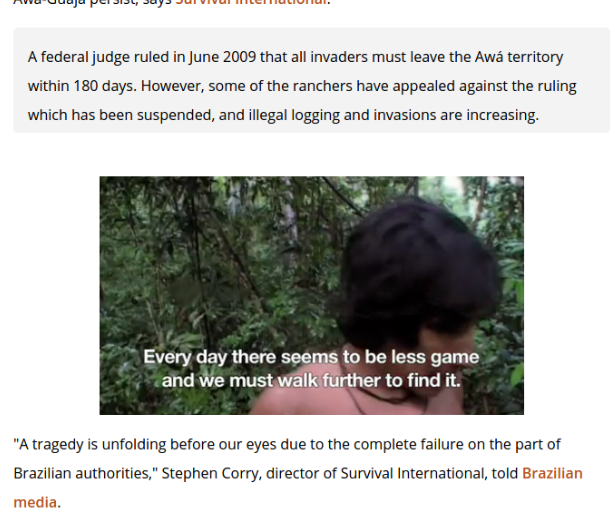 Awá-Guajá persist, says Survival International.
A federal judge ruled in June 2009 that all invaders must leave the Awá territory
within 180 days. However, some of the ranchers have appealed against the ruling
which has been suspended, and illegal logging and invasions are increasing.
Every day there seems to be less game
and we must walk further to find it.
"A tragedy is unfolding before our eyes due to the complete failure on the part of
Brazilian authorities," Stephen Corry, director of Survival International, told Brazilian
media.